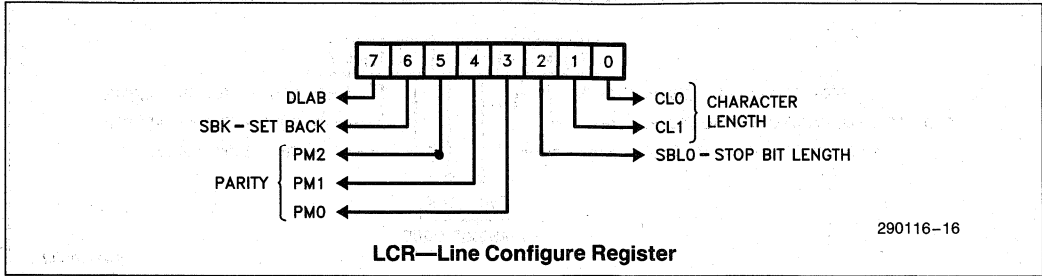 7 6 5 4 3 2 1 0
DLAB
SBK – SET BACK
PM2
PARITY PM1
PM0
CL0 CHARACTER
CL1 LENGTH
SBL0 – STOP BIT LENGTH
290116–16
LCR—Line Configure Register